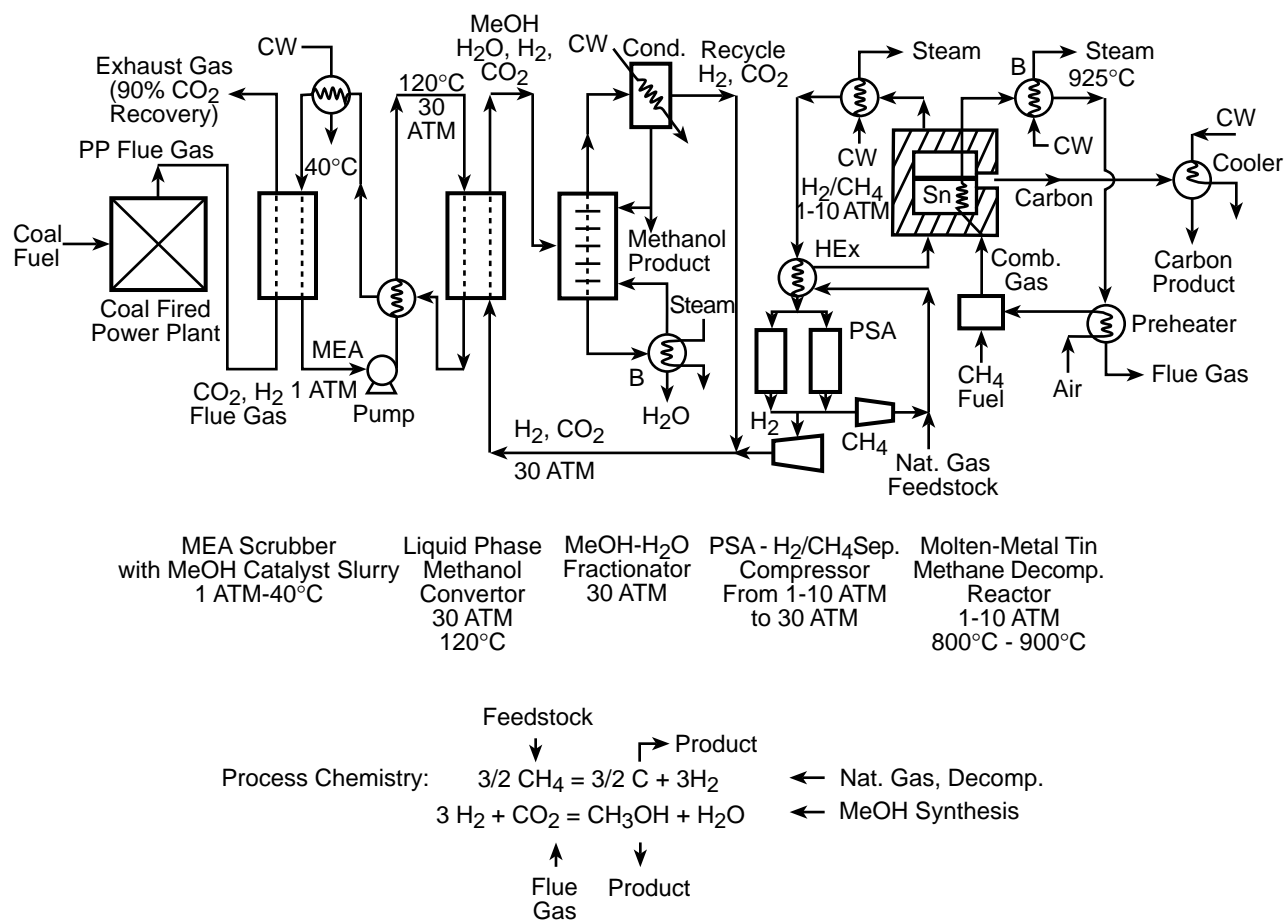 CW
Exhaust Gas
(90% CO2
Recovery)
PP Flue Gas
40°C
Coal
Fuel
Coal Fired
Power Plant
CO2, H2
Flue Gas
MEA
1 ATM
Pump
120°C
30
ATM
MeOH
H2O, H2,
CO2
CW
Cond.
Recycle
H2, CO2
Methanol
Product
Steam
B
H2O
H2, CO2
30 ATM
Steam
CW
H2/CH4
1-10 ATM
HEx
PSA
H2
CH4
Nat. Gas
Feedstock
Sn
B
Steam
925°C
CW
Carbon
CW
Cooler
Carbon
Product
Comb.
Gas
Preheater
CH4
Fuel
Air
Flue Gas
MEA Scrubber
with MeOH Catalyst Slurry
1 ATM-40°C
Liquid Phase
Methanol
Convertor
30 ATM
120°C
MeOH-H2O
Fractionator
30 ATM
PSA - H2/CH4Sep.
Compressor
From 1-10 ATM
to 30 ATM
Molten-Metal Tin
Methane Decomp.
Reactor
1-10 ATM
800°C - 900°C
Feedstock
Product
Process Chemistry: 3/2 CH4 = 3/2 C + 3H2 Nat. Gas, Decomp.
3 H2 + CO2 = CH3OH + H2O MeOH Synthesis
Flue
Gas
Product